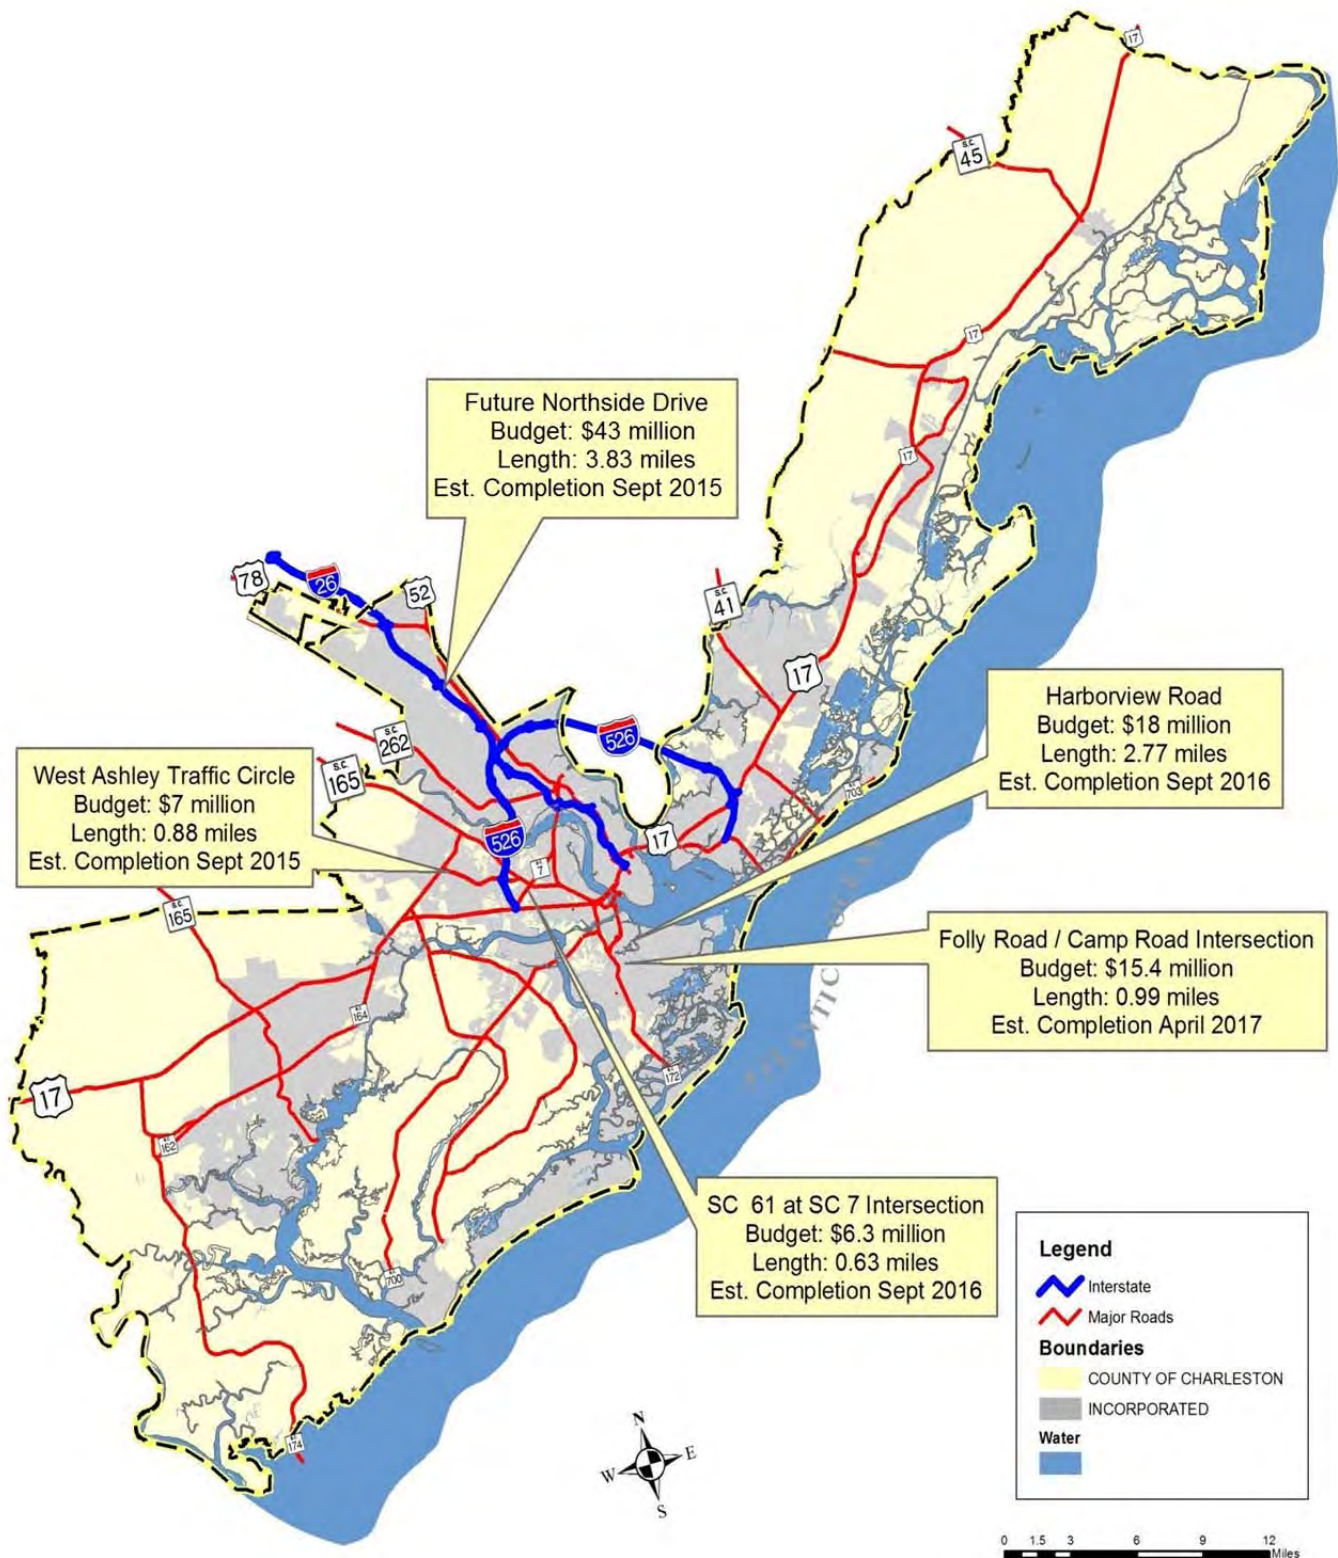 17
S.C.
45
17
Future Northside Drive
Budget: $43 million
Length: 3.83 miles
Est. Completion Sept 2015
17
78
26
52
S.C.
41
17
Harborview Road
Budget: $18 million
Length: 2.77 miles
Est. Completion Sept 2016
S.C.
262
526
West Ashley Traffic Circle
Budget: $7 million
Length: 0.88 miles
Est. Completion Sept 2015
S.C.
165
703
526
17
7
S.C.
165
Folly Road / Camp Road Intersection
Budget: $15.4 million
Length: 0.99 miles
Est. Completion April 2017
164
17
172
162
SC 61 at SC 7 Intersection
Budget: $6.3 million
Length: 0.63 miles
Est. Completion Sept 2016
700
174
Legend
Interstate
Major Roads
Boundaries
COUNTY OF CHARLESTON
INCORPORATED
Water
N
W
E
S
0 1.5 3 6 9 12
Miles